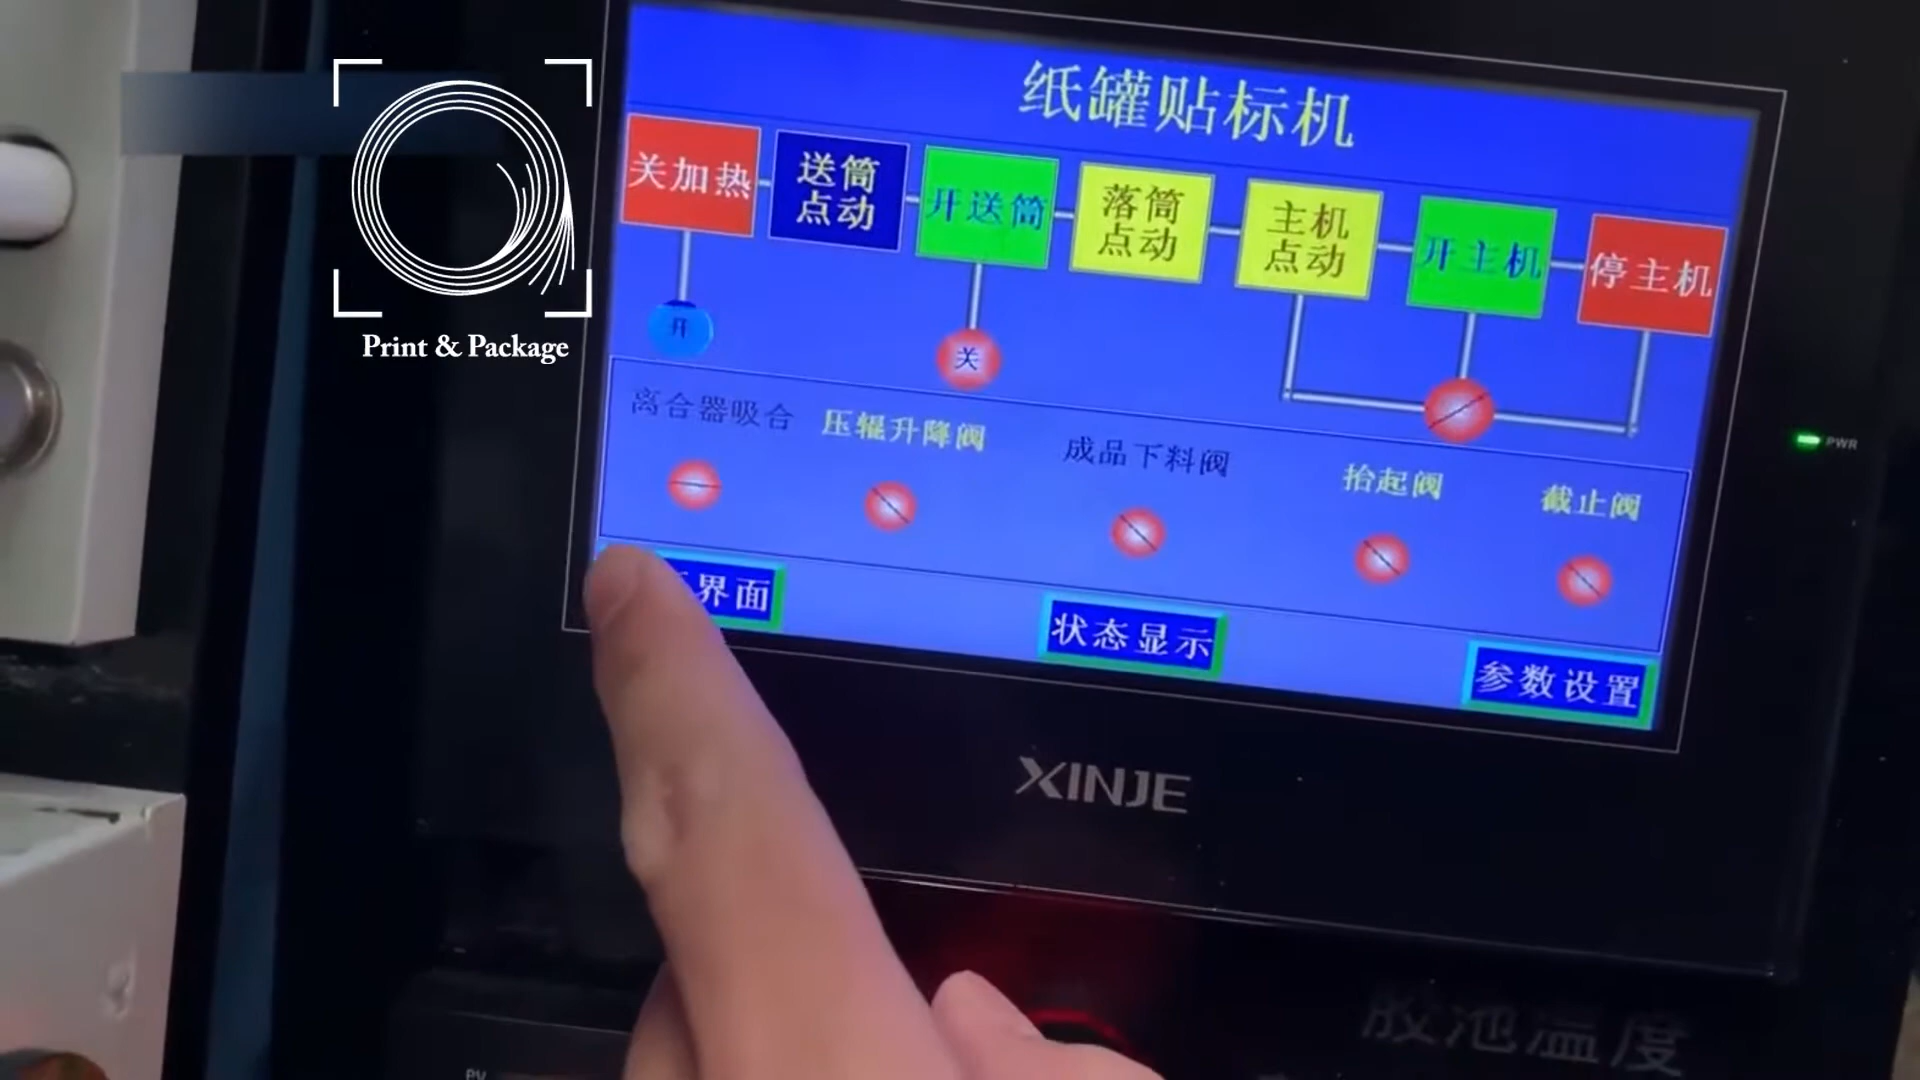 纸罐贴标机
关加热
送筒
点动
开送筒
落筒
点动
主机
点动
开主机
停主机
开
关
离合器吸合
压辊升降阀
成品下料阀
抬起阀
截止阀
界面
状态显示
参数设置
PWR
XINJE
胶池温度
PV
Print & Package